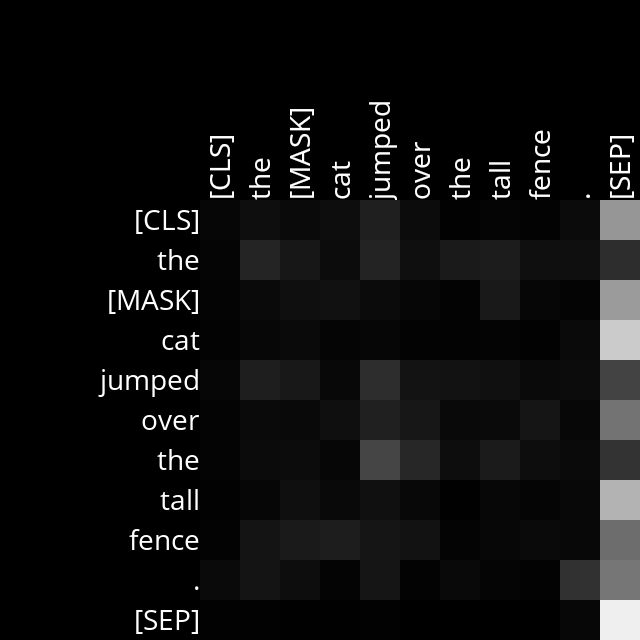 [CLS] the [MASK] cat jumped over the tall fence . [SEP]
[CLS]
the
[MASK]
cat
jumped
over
the
tall
fence
.
[SEP]